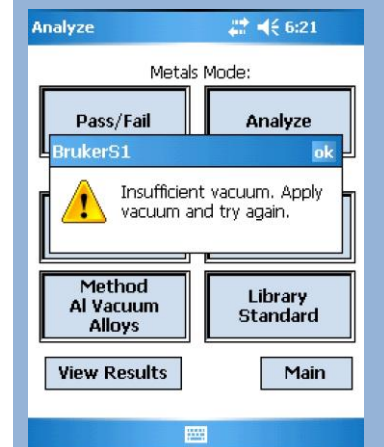 Analyze 6:21
Metals Mode:
Pass/Fail
Analyze
BrukerS1 ok
Insufficient vacuum. Apply
vacuum and try again.
Method
Al Vacuum
Alloys
Library
Standard
View Results
Main